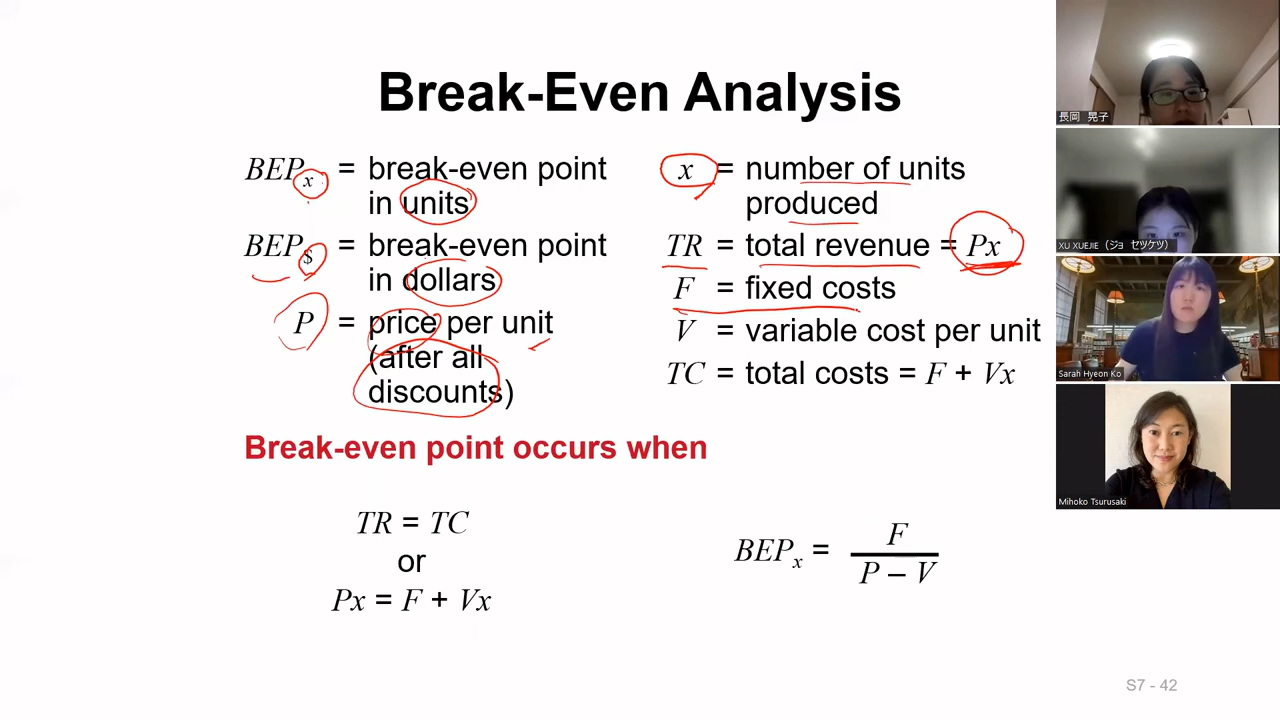 Break-Even Analysis
BEPx = break-even point
in units
BEP$ = break-even point
in dollars
P = price per unit
(after all
discounts)
x = number of units
produced
TR = total revenue = Px
F = fixed costs
V = variable cost per unit
TC = total costs = F + Vx
Break-even point occurs when
TR = TC
or
Px = F + Vx
BEPx = F
P − V
S7 - 42
長岡 晃子
XU XUEJIE (ジョ セツケツ)
Sarah Hyeon Ko
Mihoko Tsurusaki